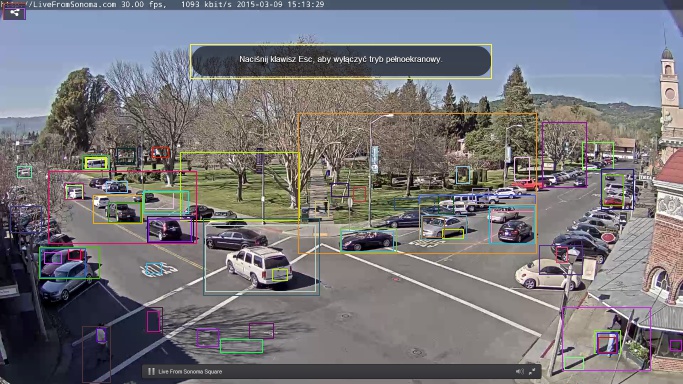 http://LiveFromSonoma.com 30.00 fps, 1093 kbit/s 2015-03-09 15:13:29
Naciśnij klawisz Esc, aby wyłączyć tryb pełnoekranowy.
Live From Sonoma Square